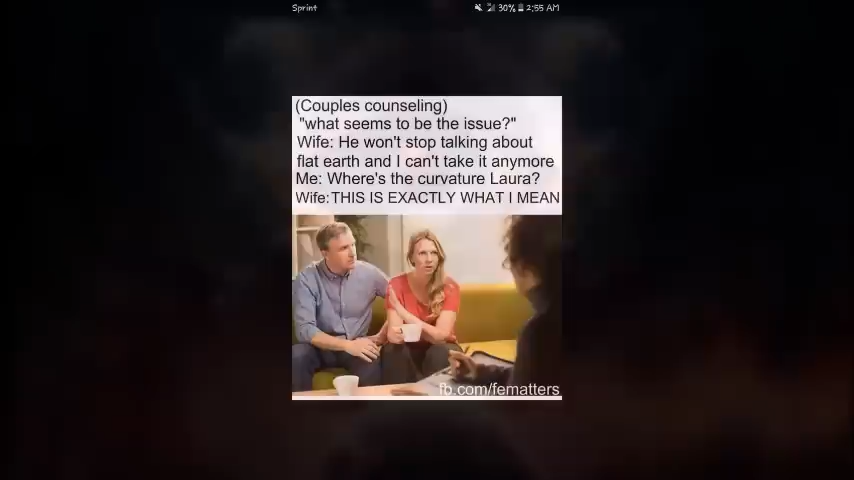 Sprint
30% 2:55 AM
(Couples counseling)
"what seems to be the issue?"
Wife: He won't stop talking about
flat earth and I can't take it anymore
Me: Where's the curvature Laura?
Wife:THIS IS EXACTLY WHAT I MEAN
fb.com/fematters